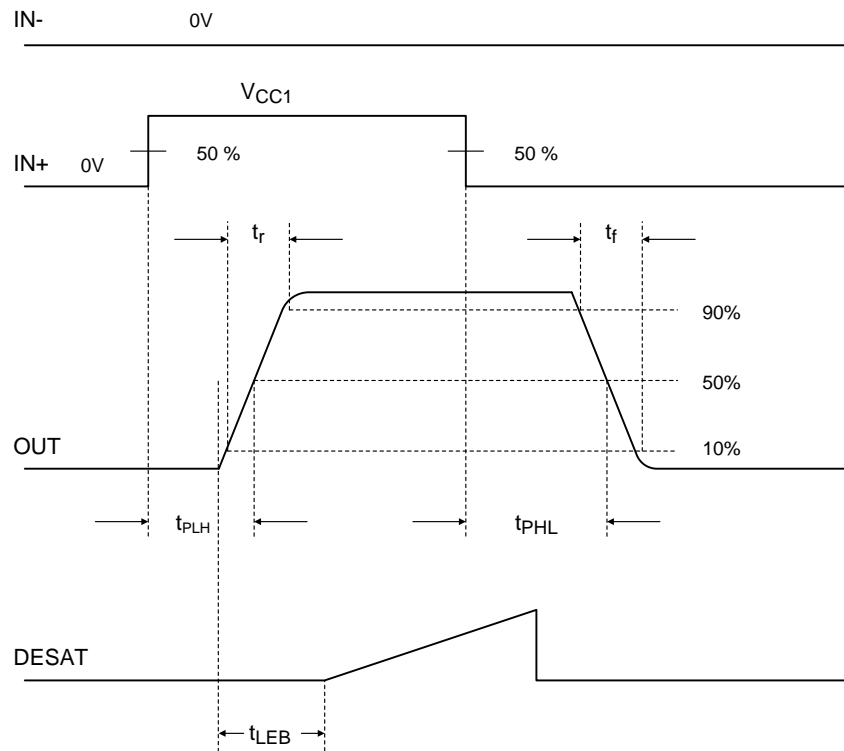 IN- 0V
VCC1
IN+ 0V 50 % 50 %
tr tf
90%
50%
OUT 10%
tPLH tPHL
DESAT
tLEB